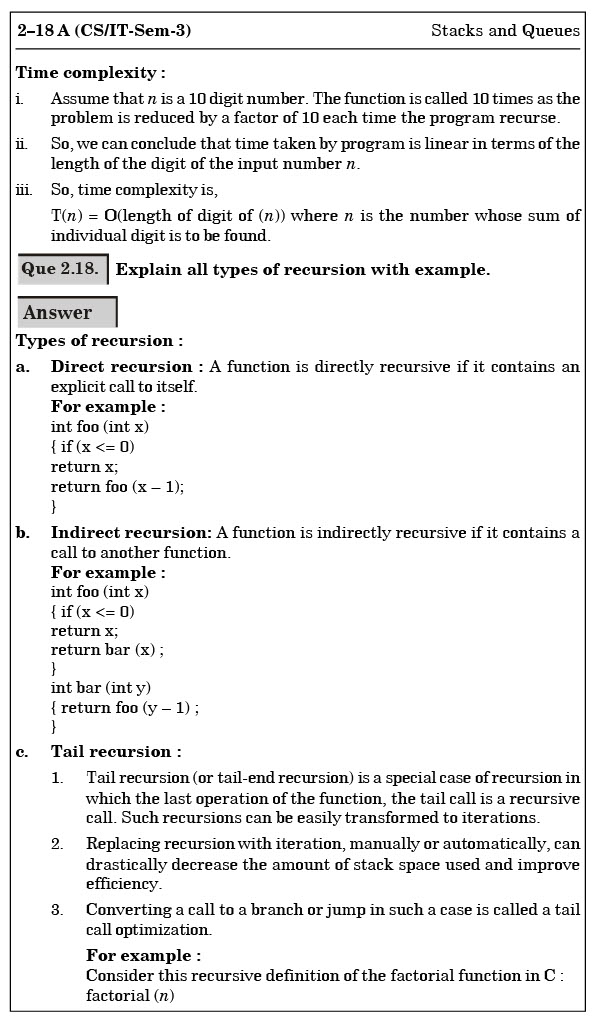 2–18 A (CS/IT-Sem-3) Stacks and Queues
Time complexity :
i. Assume that n is a 10 digit number. The function is called 10 times as the
problem is reduced by a factor of 10 each time the program recurse.
ii. So, we can conclude that time taken by program is linear in terms of the
length of the digit of the input number n.
iii. So, time complexity is,
T(n) = O(length of digit of (n)) where n is the number whose sum of
individual digit is to be found.
Que 2.18. Explain all types of recursion with example.
Answer
Types of recursion :
a. Direct recursion : A function is directly recursive if it contains an
explicit call to itself.
For example :
int foo (int x)
{ if (x <= 0)
return x;
return foo (x – 1);
}
b. Indirect recursion: A function is indirectly recursive if it contains a
call to another function.
For example :
int foo (int x)
{ if (x <= 0)
return x;
return bar (x) ;
}
int bar (int y)
{ return foo (y – 1) ;
}
c. Tail recursion :
1. Tail recursion (or tail-end recursion) is a special case of recursion in
which the last operation of the function, the tail call is a recursive
call. Such recursions can be easily transformed to iterations.
2. Replacing recursion with iteration, manually or automatically, can
drastically decrease the amount of stack space used and improve
efficiency.
3. Converting a call to a branch or jump in such a case is called a tail
call optimization.
For example :
Consider this recursive definition of the factorial function in C :
factorial (n)